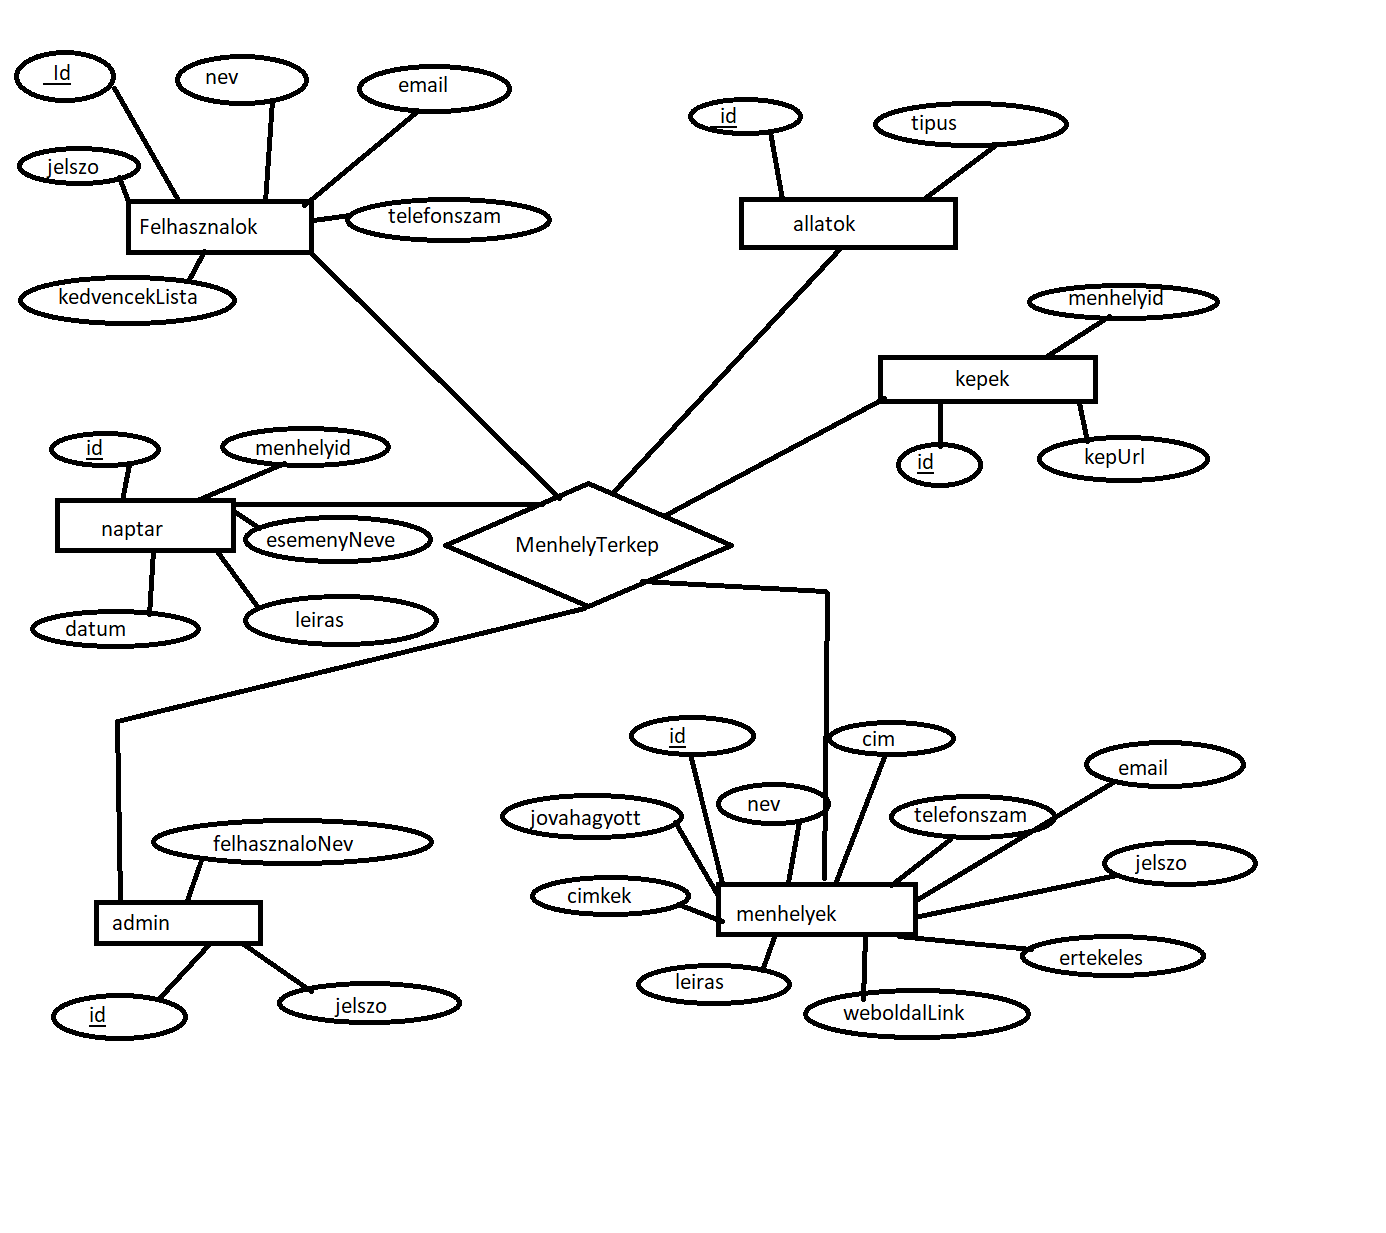 Id
nev
email
jelszo
Felhasznalok
telefonszam
kedvencekLista
id
tipus
allatok
menhelyid
kepek
id
kepUrl
id
menhelyid
naptar
esemenyNeve
datum
leiras
MenhelyTerkep
felhasznaloNev
admin
id
jelszo
id
cim
email
jovahagyott
nev
telefonszam
jelszo
cimkek
menhelyek
ertekeles
leiras
weboldalLink